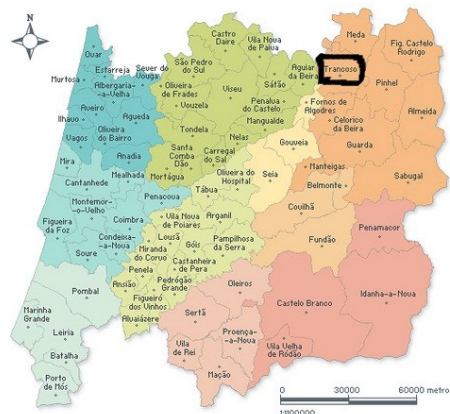 N
Castro
Daire
Vila Nova
de Paiva
Meda
Fig. Castelo
Rodrigo
Ovar
São Pedro
do Sul
Aguiar
da Beira
Trancoso
Estarreja
Sever do
Vouga
Murtosa
Albergaria-
-a-Velha
Oliveira
de Frades
Viseu
Sátão
Pinhel
Aveiro
Vouzela
Penalva
do Castelo
Fornos de
Algodres
Almeida
Ilhavo
Águeda
Mangualde
Celorico
da Beira
Vagos
Oliveira
do Bairro
Tondela
Nelas
Gouveia
Guarda
Anadia
Santa
Comba
Dão
Carregal
do Sal
Mira
Mealhada
Mortágua
Oliveira do
Hospital
Seia
Manteigas
Sabugal
Cantanhede
Penacova
Tábua
Belmonte
Montemor-
-o-Velho
Coimbra
Vila Nova
de Poiares
Arganil
Covilhã
Penamacor
Figueira
da Foz
Condeixa-
-a-Nova
Lousã
Góis
Pampilhosa
da Serra
Fundão
Soure
Miranda
do Corvo
Castanheira
de Pera
Penela
Pedrógão
Grande
Oleiros
Idanha-a-Nova
Pombal
Ansião
Figueiró
dos Vinhos
Castelo Branco
Marinha
Grande
Alvaiázere
Sertã
Leiria
Proença-
-a-Nova
Batalha
Vila
de Rei
Vila Velha
de Ródão
Porto
de Mós
Mação
0 30000 60000 metros
1:1100000